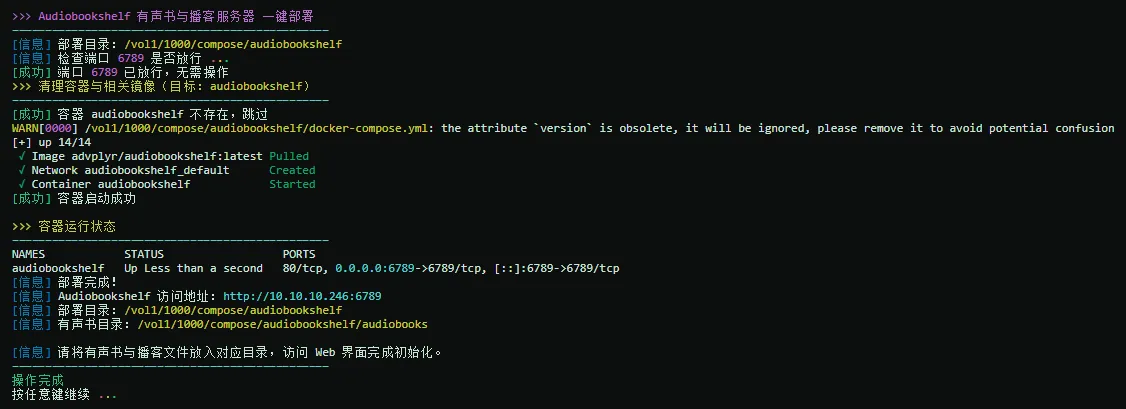 >>> Audiobookshelf 有声书与播客服务器 一键部署
------------------------------------------------
[信息] 部署目录: /vol1/1000/compose/audiobookshelf
[信息] 检查端口 6789 是否放行 ...
[成功] 端口 6789 已放行, 无需操作
>>> 清理容器与相关镜像 (目标: audiobookshelf)
------------------------------------------------
[成功] 容器 audiobookshelf 不存在, 跳过
WARN[0000] /vol1/1000/compose/audiobookshelf/docker-compose.yml: the attribute `version` is obsolete, it will be ignored, please remove it to avoid potential confusion
[+] up 14/14
✓ Image advplyr/audiobookshelf:latest Pulled
✓ Network audiobookshelf_default Created
✓ Container audiobookshelf Started
[成功] 容器启动成功
>>> 容器运行状态
------------------------------------------------
NAMES STATUS PORTS
audiobookshelf Up Less than a second 80/tcp, 0.0.0.0:6789->6789/tcp, [::]:6789->6789/tcp
[信息] 部署完成!
[信息] Audiobookshelf 访问地址: http://10.10.10.246:6789
[信息] 部署目录: /vol1/1000/compose/audiobookshelf
[信息] 有声书目录: /vol1/1000/compose/audiobookshelf/audiobooks
[信息] 请将有声书与播客文件放入对应目录, 访问 Web 界面完成初始化。
------------------------------------------------
操作完成
按任意键继续 ...